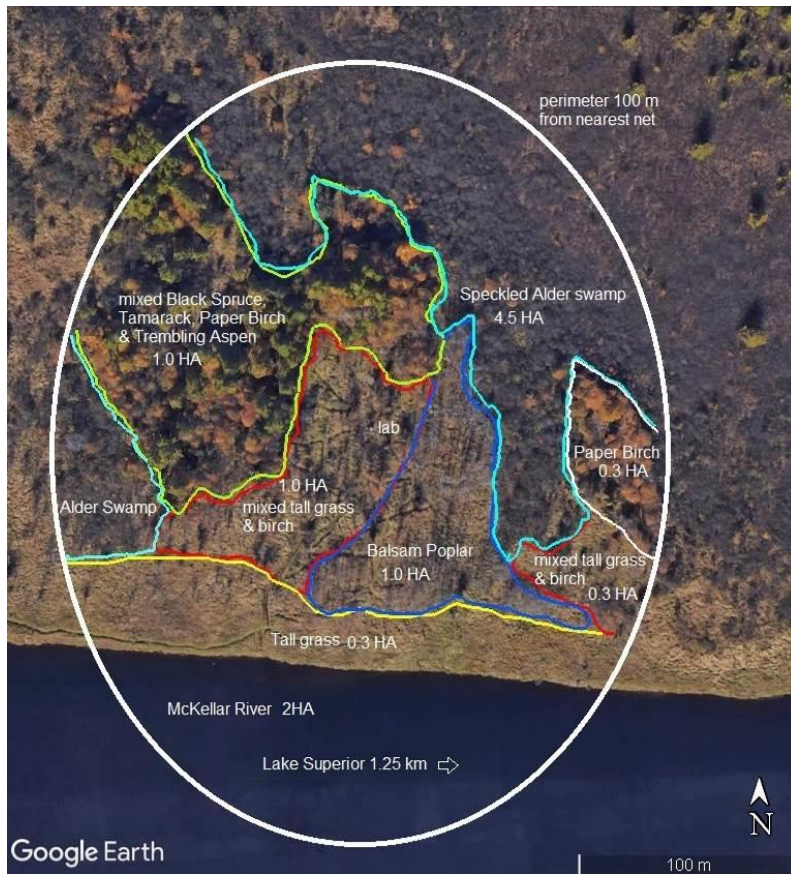 perimeter 100 m
from nearest net
mixed Black Spruce,
Tamarack, Paper Birch
& Trembling Aspen
1.0 HA
Speckled Alder swamp
4.5 HA
lab
Paper Birch
0.3 HA
1.0 HA
mixed tall grass
& birch
Alder Swamp
Balsam Poplar
1.0 HA
mixed tall grass
& birch
0.3 HA
Tall grass 0.3 HA
McKellar River 2HA
Lake Superior 1.25 km
N
Google Earth
100 m